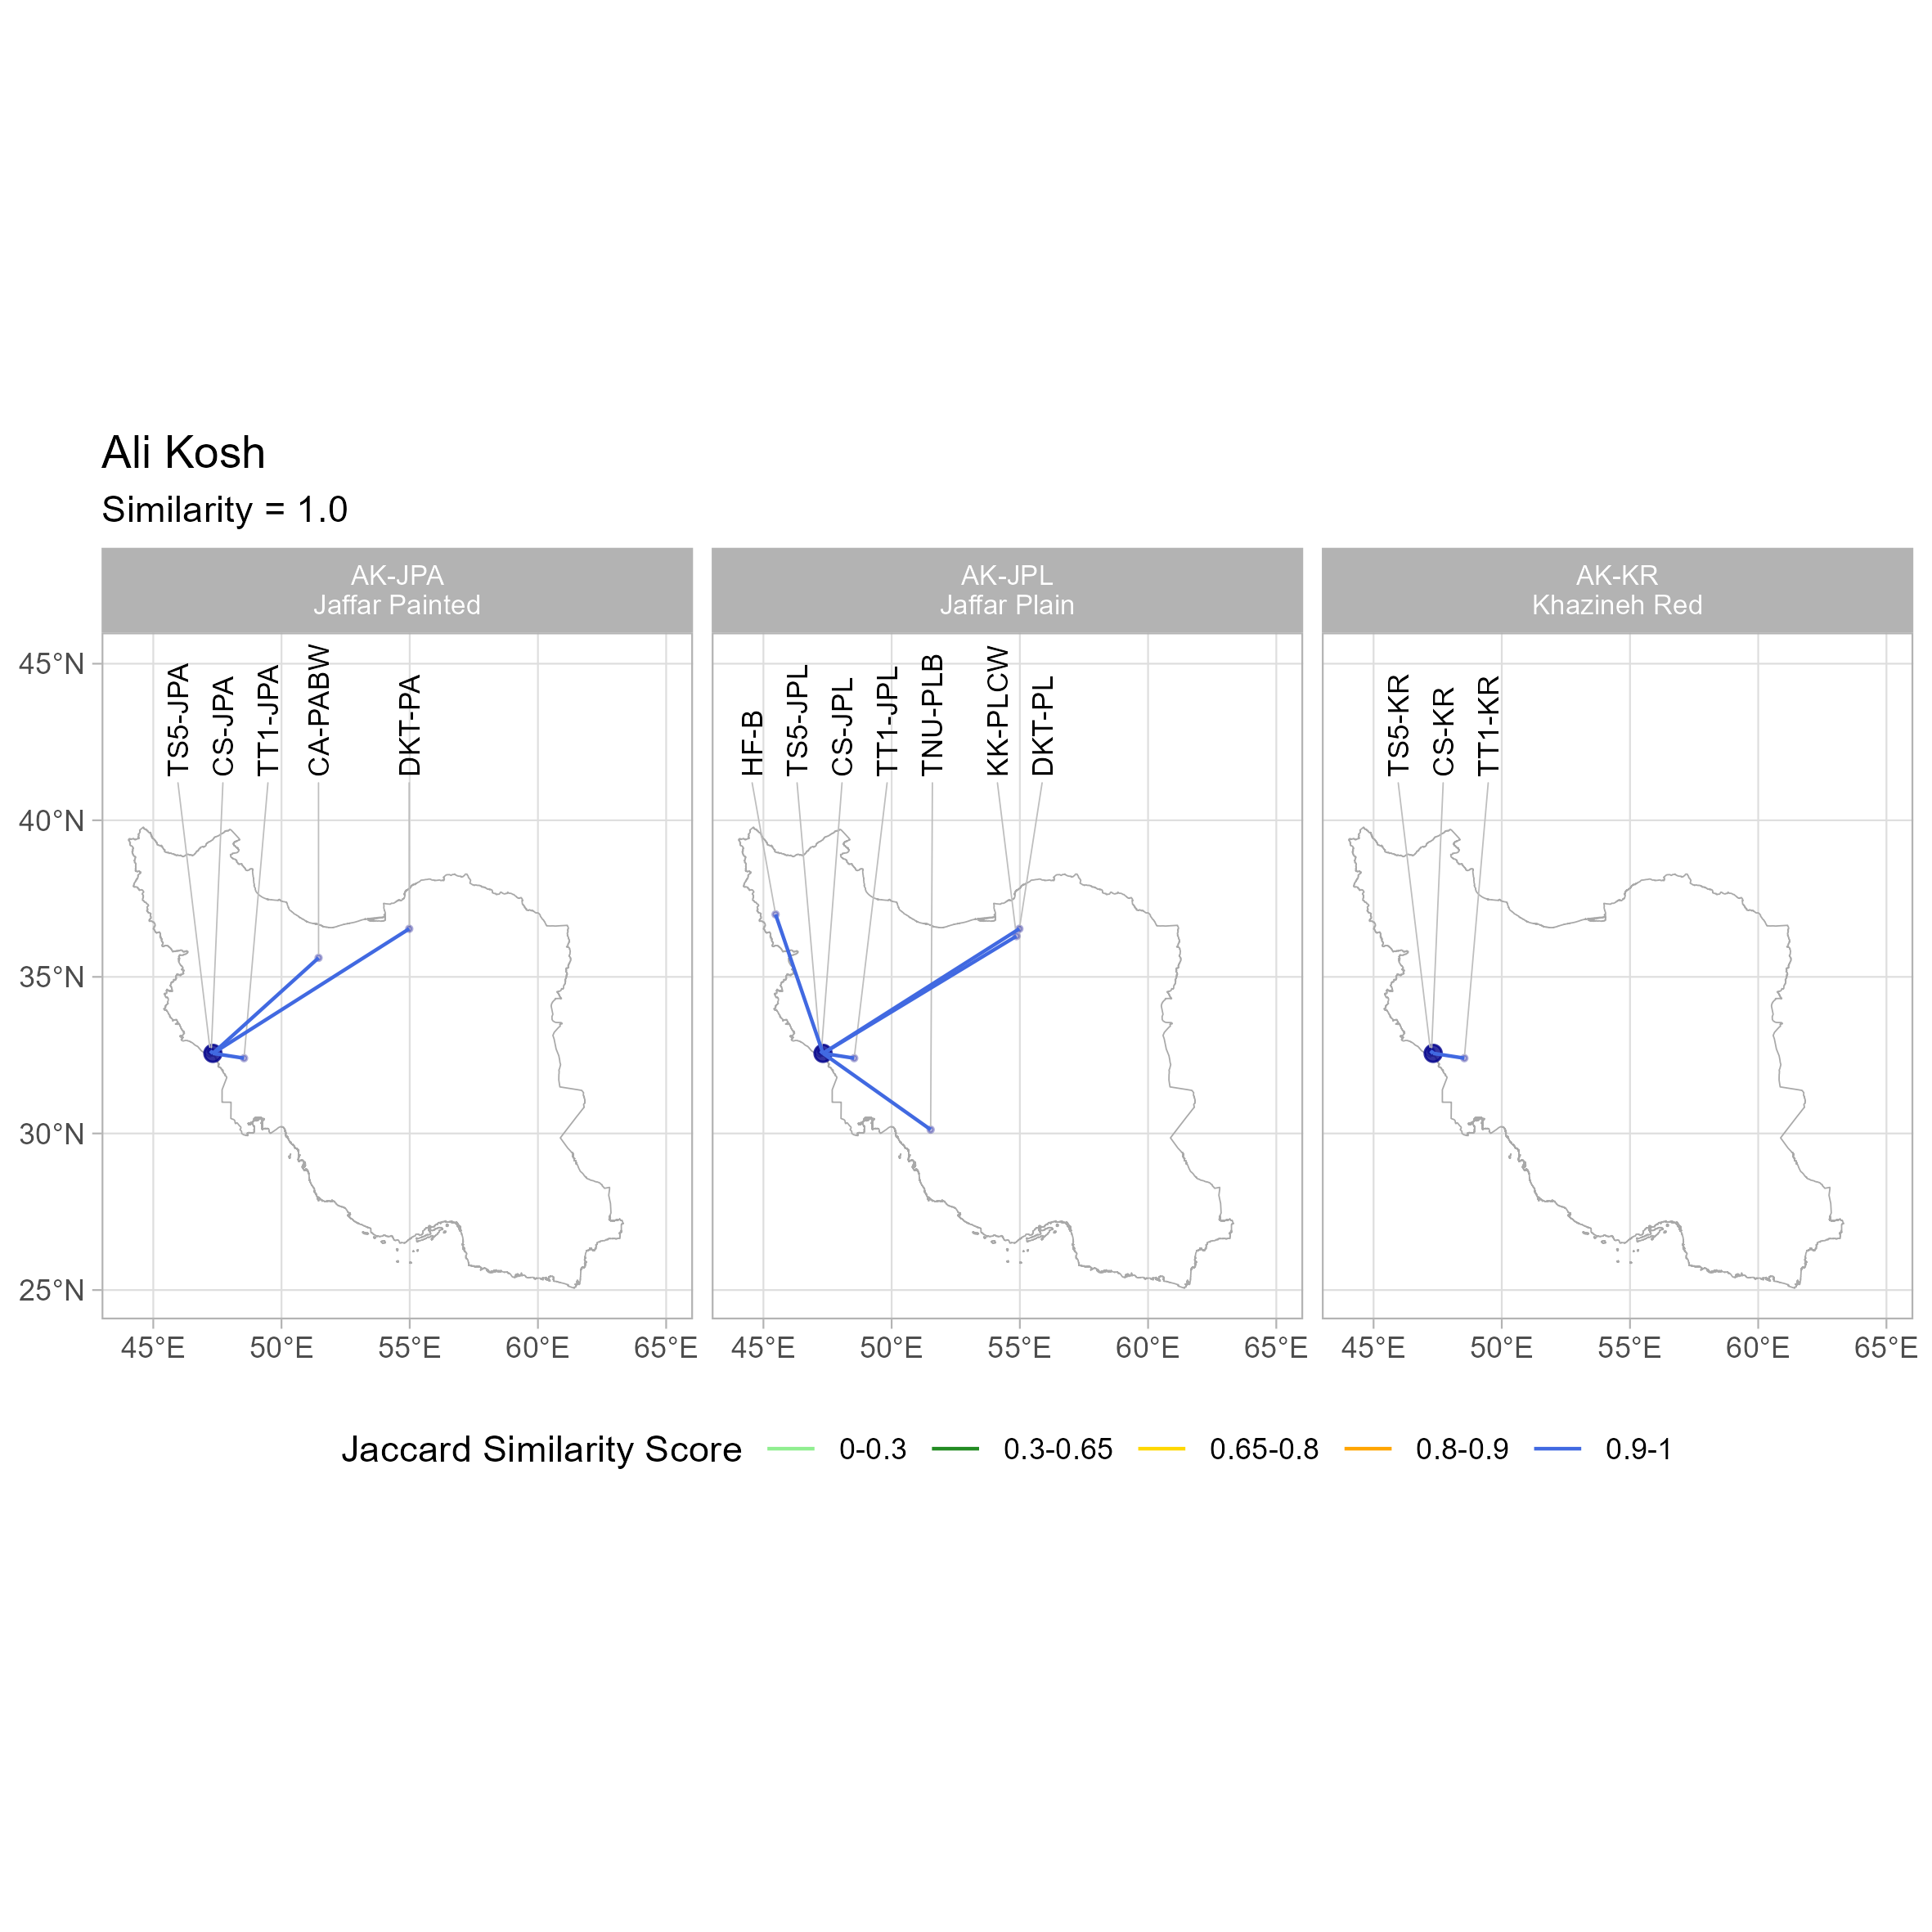 Ali Kosh
Similarity = 1.0
AK-JPA
Jaffar Painted
AK-JPL
Jaffar Plain
AK-KR
Khazineh Red
TS5-JPA
CS-JPA
TT1-JPA
CA-PABW
DKT-PA
HF-B
TS5-JPL
CS-JPL
TT1-JPL
TNU-PLB
KK-PLCW
DKT-PL
TS5-KR
CS-KR
TT1-KR
45°N
40°N
35°N
30°N
25°N
45°E 50°E 55°E 60°E 65°E
45°E 50°E 55°E 60°E 65°E
45°E 50°E 55°E 60°E 65°E
Jaccard Similarity Score 0-0.3 0.3-0.65 0.65-0.8 0.8-0.9 0.9-1